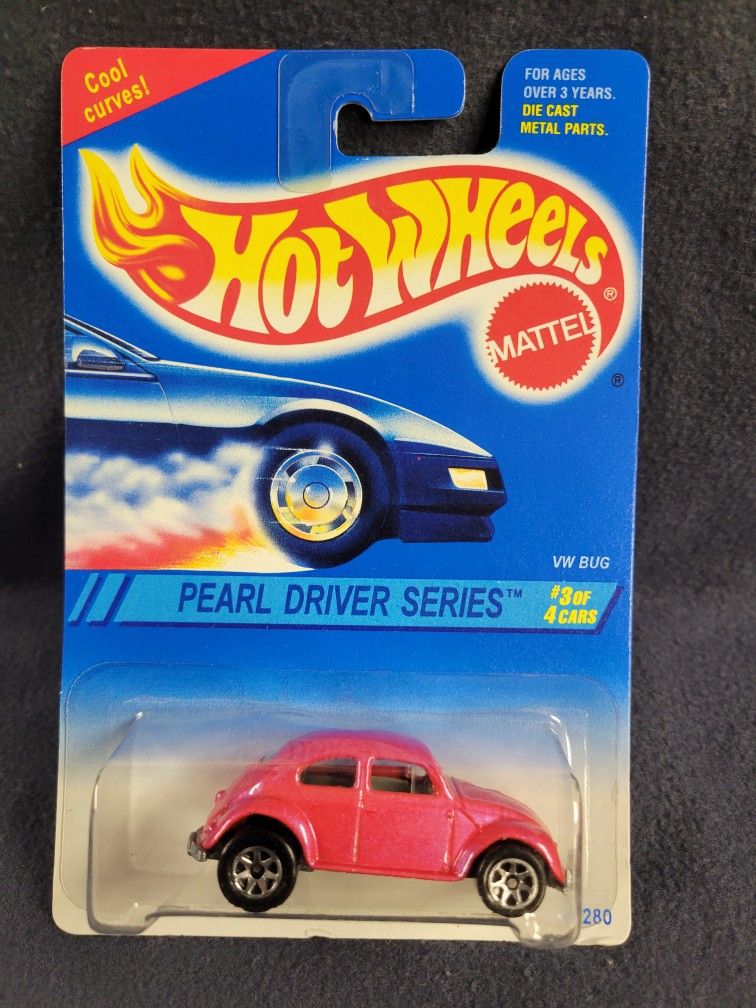 Cool
curves!
FOR AGES
OVER 3 YEARS.
DIE CAST
METAL PARTS.
HOT WHEELS®
MATTEL
®
VW BUG
PEARL DRIVER SERIES™
#3 OF
4 CARS
280